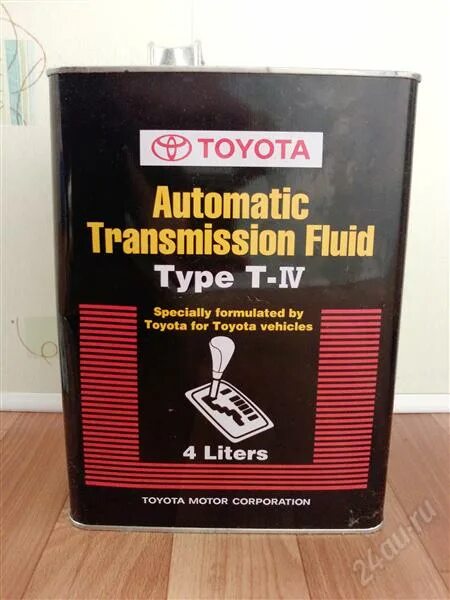 TOYOTA
Automatic
Transmission Fluid
Type T-IV
Specially formulated by
Toyota for Toyota vehicles
4 Liters
TOYOTA MOTOR CORPORATION
24au.ru